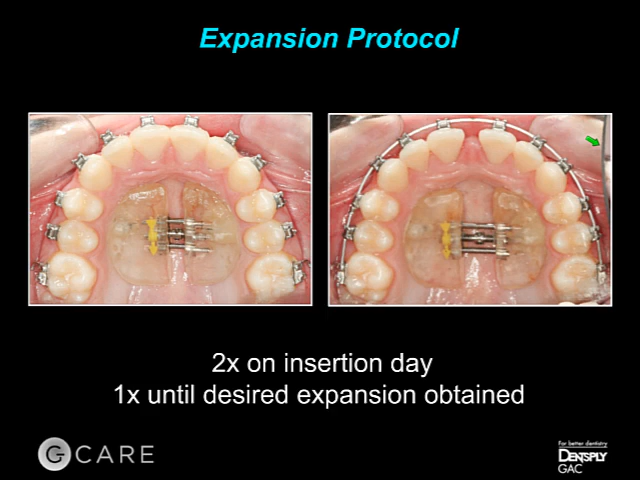 Expansion Protocol
2x on insertion day
1x until desired expansion obtained
G CARE
For better dentistry
DENTSPLY
GAC